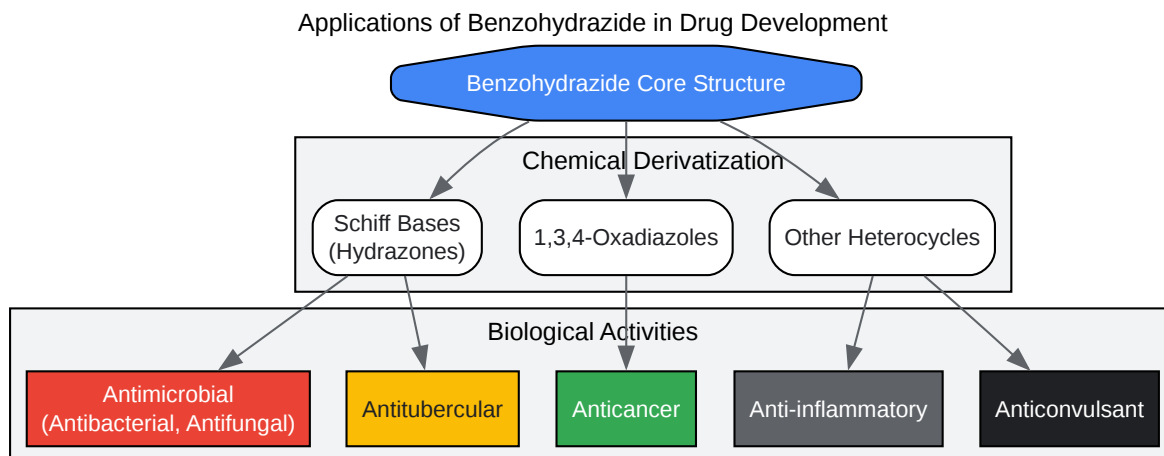 Applications of Benzohydrazide in Drug Development
Benzohydrazide Core Structure
Chemical Derivatization
Schiff Bases
(Hydrazones)
1,3,4-Oxadiazoles
Other Heterocycles
Biological Activities
Antimicrobial
(Antibacterial, Antifungal)
Antitubercular
Anticancer
Anti-inflammatory
Anticonvulsant